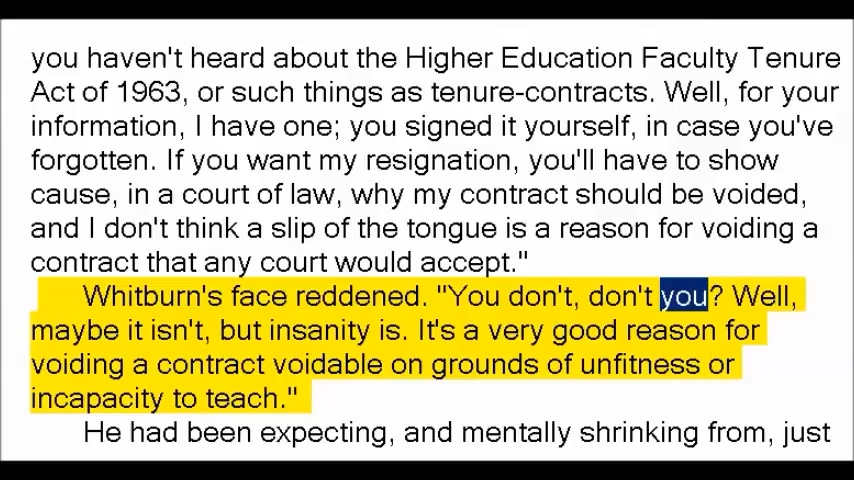 you haven't heard about the Higher Education Faculty Tenure
Act of 1963, or such things as tenure-contracts. Well, for your
information, I have one; you signed it yourself, in case you've
forgotten. If you want my resignation, you'll have to show
cause, in a court of law, why my contract should be voided,
and I don't think a slip of the tongue is a reason for voiding a
contract that any court would accept."
Whitburn's face reddened. "You don't, don't you? Well,
maybe it isn't, but insanity is. It's a very good reason for
voiding a contract voidable on grounds of unfitness or
incapacity to teach."
He had been expecting, and mentally shrinking from, just